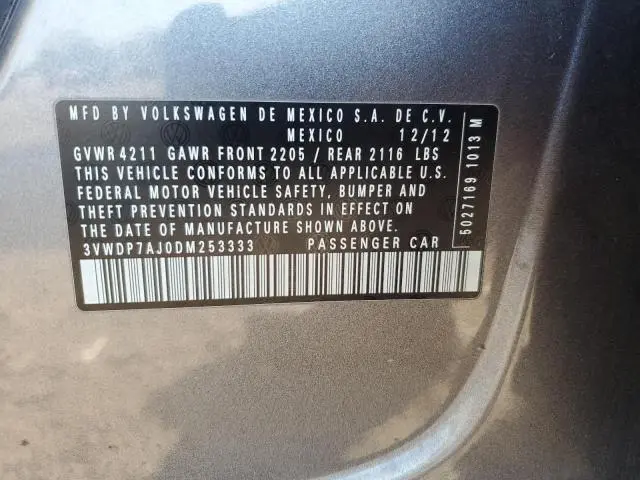 MFD BY VOLKSWAGEN DE MEXICO S.A. DE C.V.
MEXICO 12/12
GVWR 4211 GAWR FRONT 2205 / REAR 2116 LBS
THIS VEHICLE CONFORMS TO ALL APPLICABLE U.S.
FEDERAL MOTOR VEHICLE SAFETY, BUMPER AND
THEFT PREVENTION STANDARDS IN EFFECT ON
THE DATE OF MANUFACTURE SHOWN ABOVE.
3VWDP7AJ0DM253333 PASSENGER CAR
5027169 1013 M